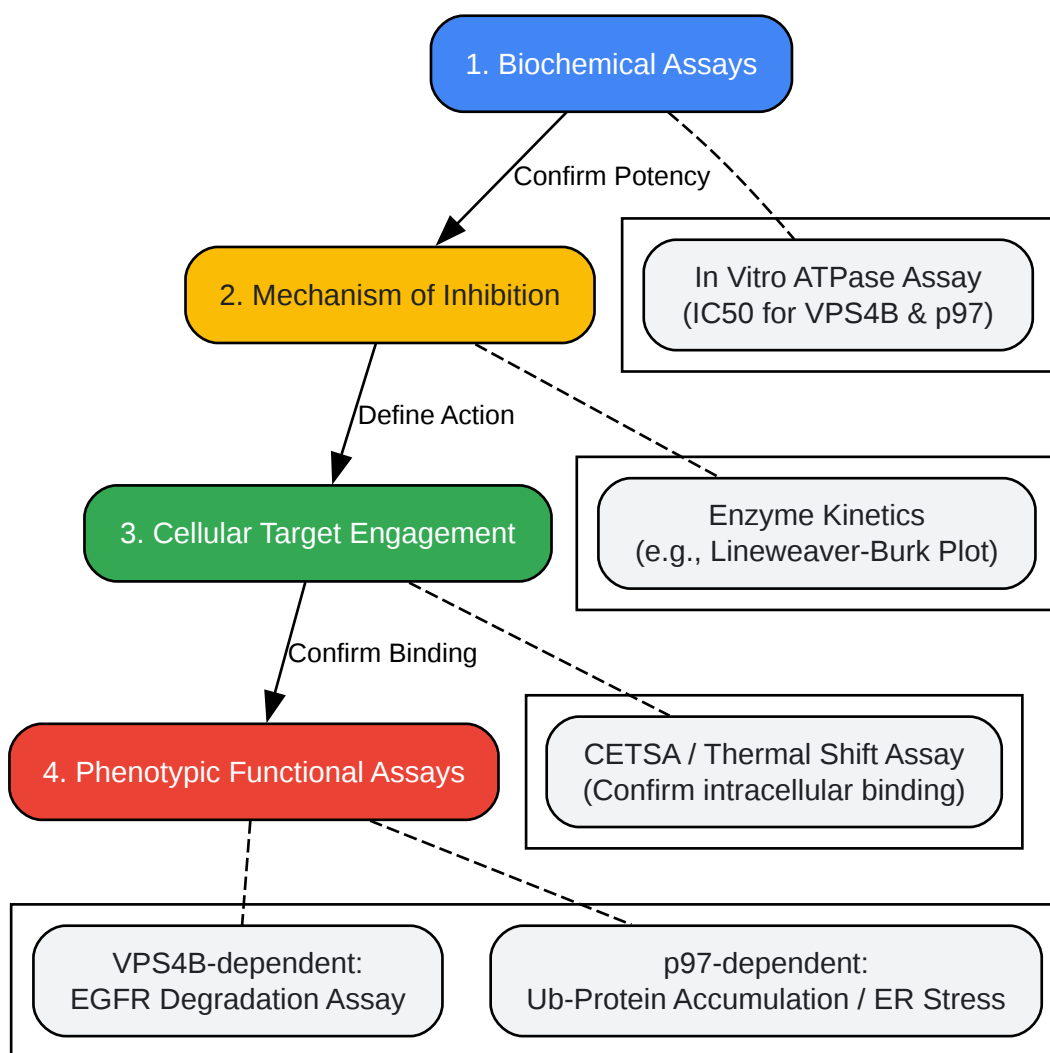 1. Biochemical Assays
Confirm Potency
In Vitro ATPase Assay
(IC50 for VPS4B & p97)
2. Mechanism of Inhibition
Define Action
Enzyme Kinetics
(e.g., Lineweaver-Burk Plot)
3. Cellular Target Engagement
Confirm Binding
CETSA / Thermal Shift Assay
(Confirm intracellular binding)
4. Phenotypic Functional Assays
VPS4B-dependent:
EGFR Degradation Assay
p97-dependent:
Ub-Protein Accumulation / ER Stress